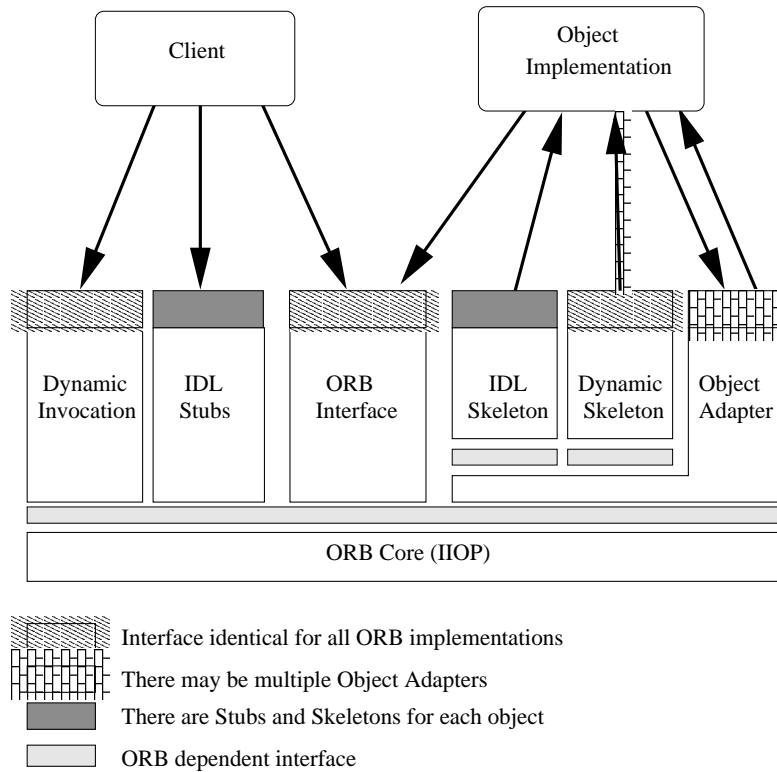 Client
Object
Implementation
Dynamic
Invocation
IDL
Stubs
ORB
Interface
IDL
Skeleton
Dynamic
Skeleton
Object
Adapter
ORB Core (IIOP)
Interface identical for all ORB implementations
There may be multiple Object Adapters
There are Stubs and Skeletons for each object
ORB dependent interface